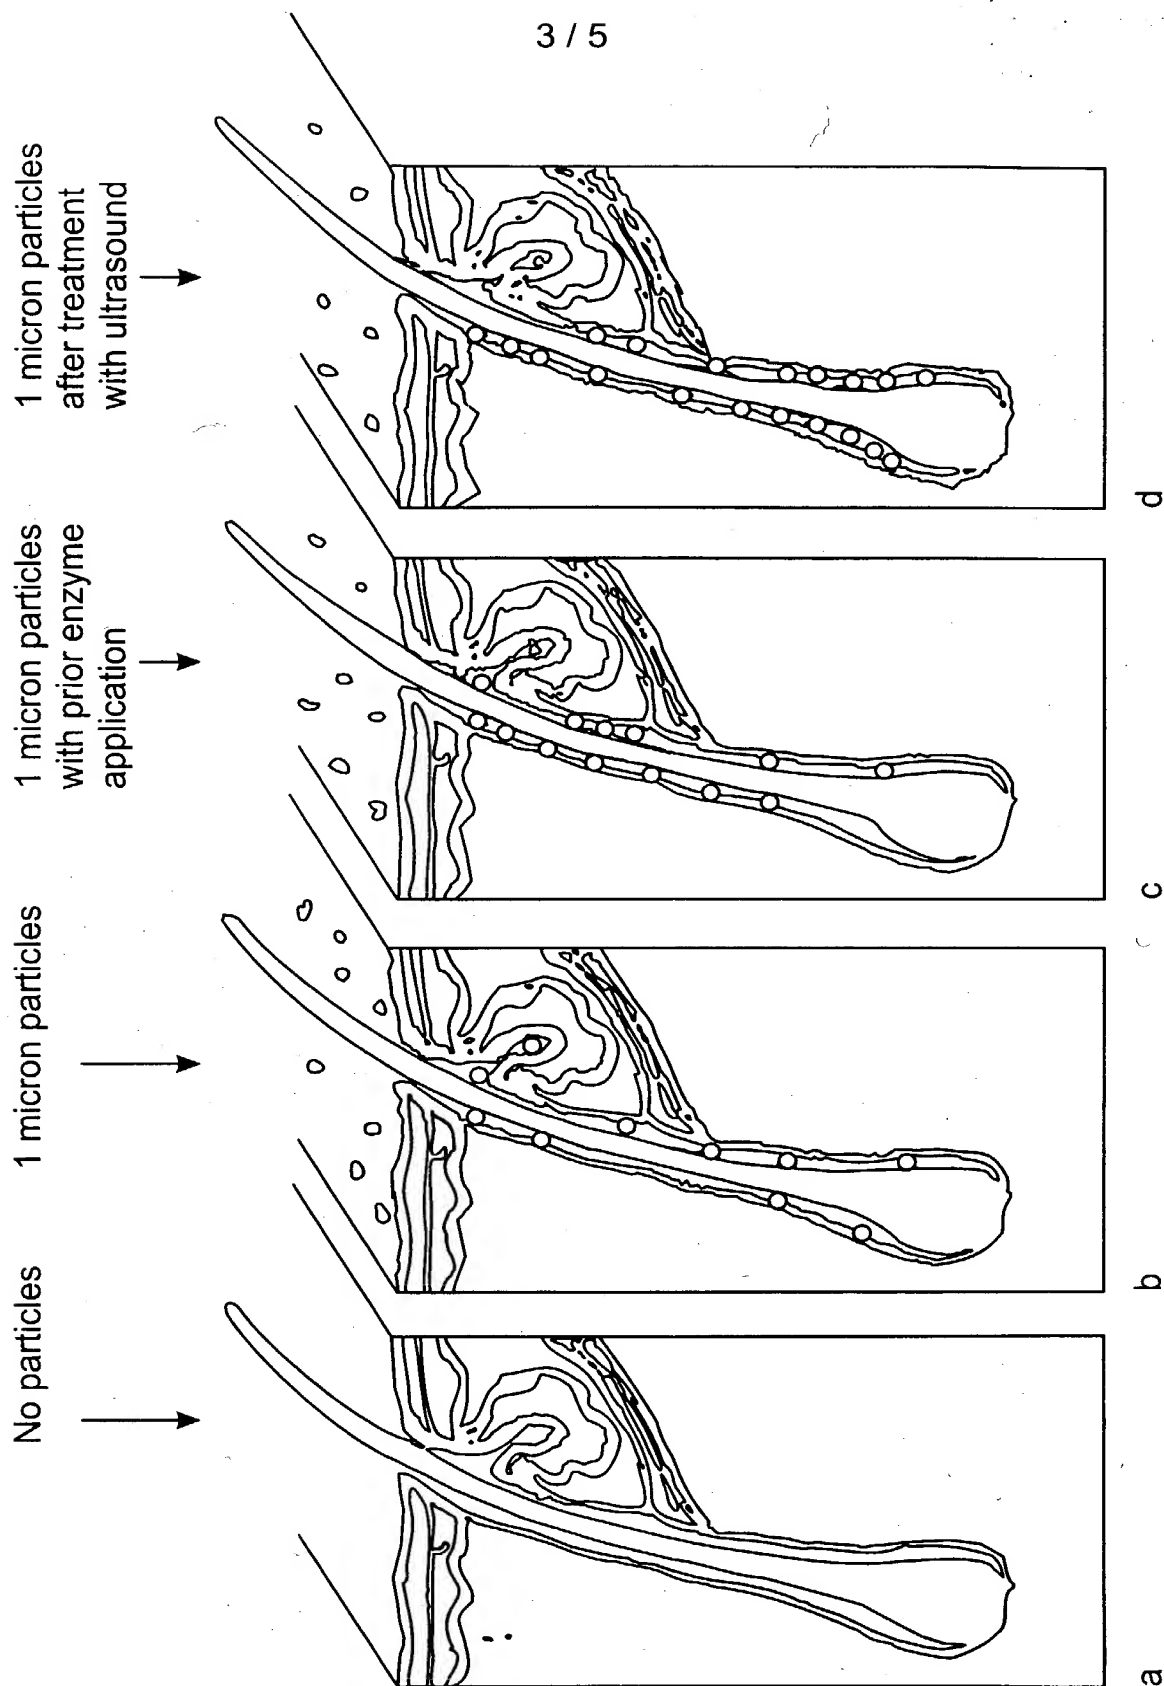 3 / 5
No particles
1 micron particles
1 micron particles
with prior enzyme
application
1 micron particles
after treatment
with ultrasound
a
b
c
d